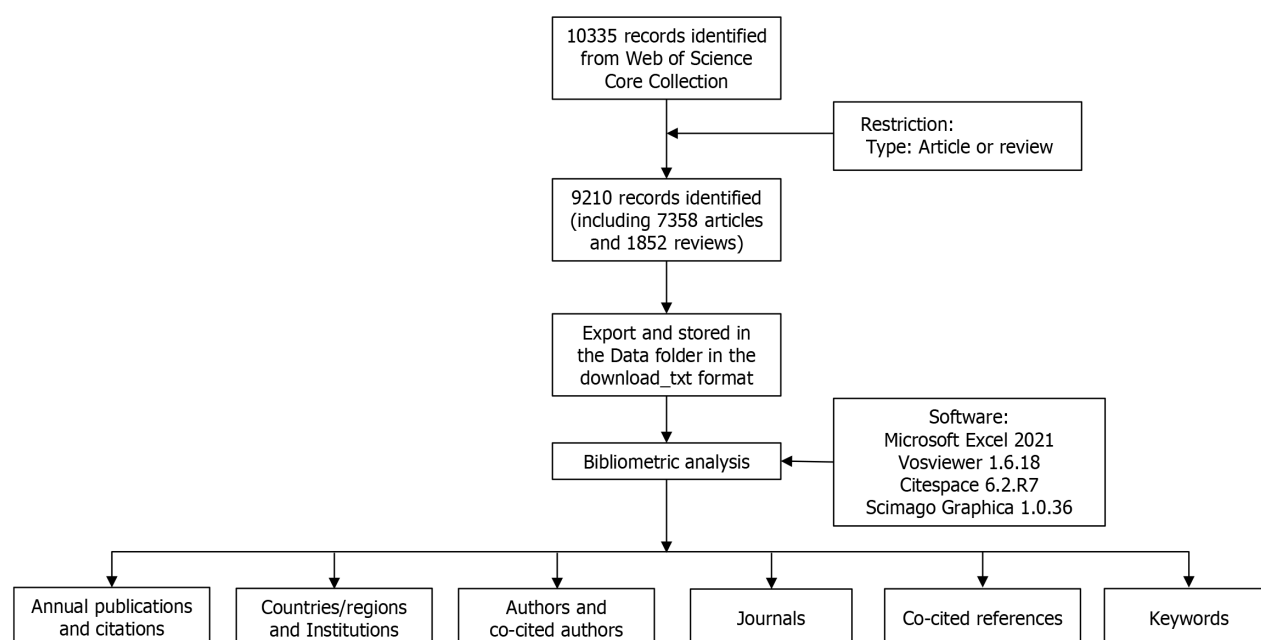 10335 records identified
from Web of Science
Core Collection
Restriction:
Type: Article or review
9210 records identified
(including 7358 articles
and 1852 reviews)
Export and stored in
the Data folder in the
download_txt format
Software:
Microsoft Excel 2021
Vosviewer 1.6.18
Citespace 6.2.R7
Scimago Graphica 1.0.36
Bibliometric analysis
Annual publications
and citations
Countries/regions
and Institutions
Authors and
co-cited authors
Journals
Co-cited references
Keywords